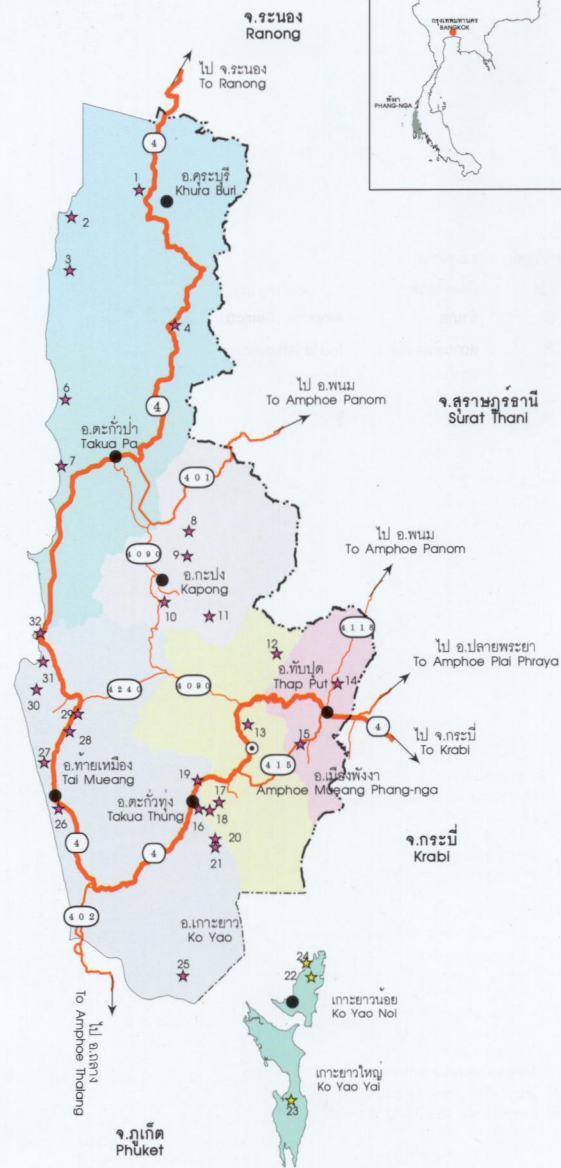 จ.ระนอง
Ranong
กรุงเทพมหานคร
BANGKOK
พังงา
PHANG-NGA
ไป จ.ระนอง
To Ranong
4
1
อ.คุระบุรี
Khura Buri
2
3
4
ไป อ.พนม
To Amphoe Panom
จ.สุราษฎร์ธานี
Surat Thani
6
4
อ.ตะกั่วป่า
Takua Pa
7
401
8
ไป อ.พนม
To Amphoe Panom
4090
9
อ.กะปง
Kapong
10
11
4118
32
12
ไป อ.ปลายพระยา
To Amphoe Plai Phraya
31
อ.ทับปุด
Thap Put
14
30
4240
4090
29
13
4
ไป จ.กระบี่
To Krabi
28
15
27
อ.ท้ายเหมือง
Tai Mueang
19
415
อ.เมืองพังงา
Amphoe Mueang Phang-nga
อ.ตะกั่วทุ่ง
Takua Thung
17
26
16
18
4
4
20
21
จ.กระบี่
Krabi
402
อ.เกาะยาว
Ko Yao
25
24
22
เกาะยาวน้อย
Ko Yao Noi
ไป อ.ถลาง
To Amphoe Thalang
เกาะยาวใหญ่
Ko Yao Yai
23
จ.ภูเก็ต
Phuket